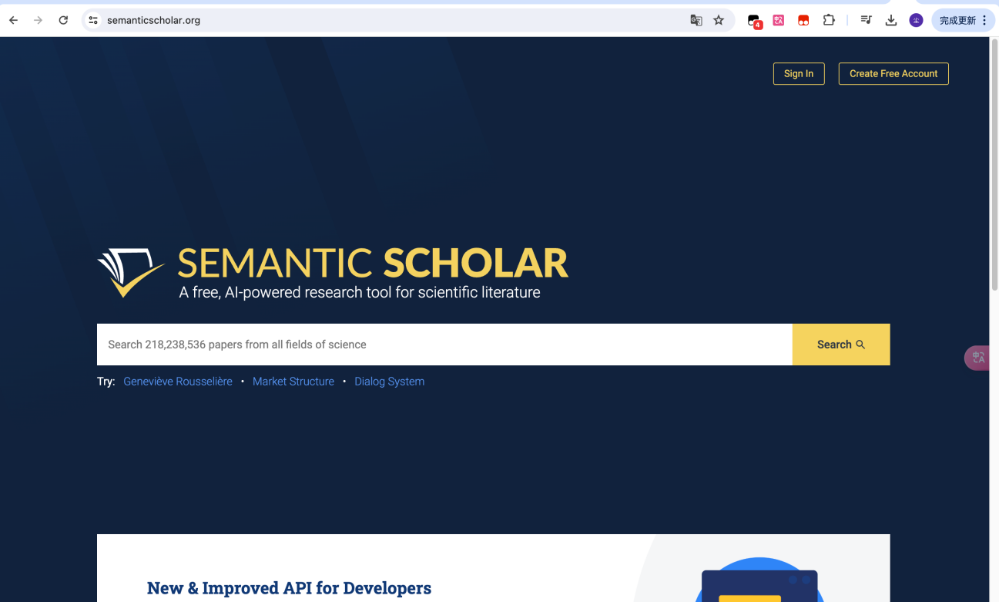 semanticscholar.org
4
完成更新
Sign In
Create Free Account
SEMANTIC SCHOLAR
A free, AI-powered research tool for scientific literature
Search 218,238,536 papers from all fields of science
Search
Try: Geneviève Rousselière • Market Structure • Dialog System
New & Improved API for Developers